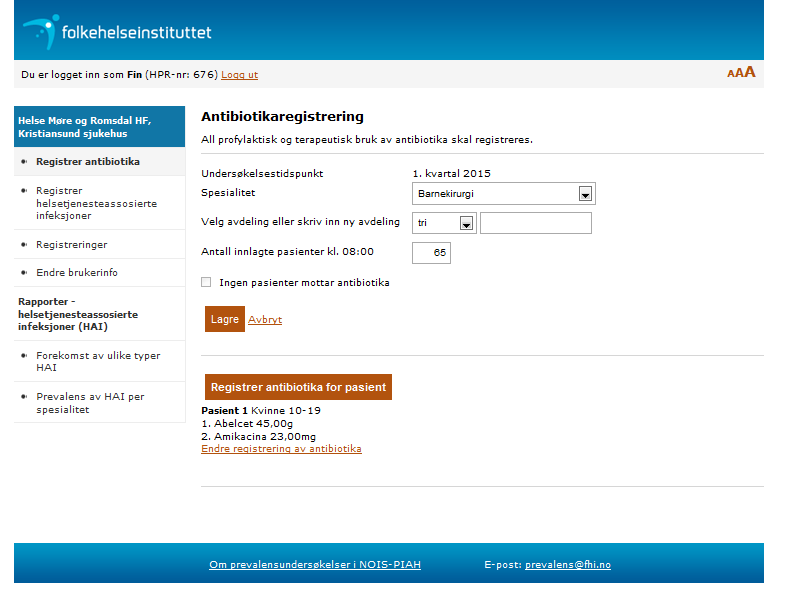 folkehelseinstituttet
Du er logget inn som Fin (HPR-nr: 676) Logg ut
AAA
Helse Møre og Romsdal HF,
Kristiansund sjukehus
Registrer antibiotika
Registrer
helsetjenesteassosierte
infeksjoner
Registreringer
Endre brukerinfo
Rapporter -
helsetjenesteassosierte
infeksjoner (HAI)
Forekomst av ulike typer
HAI
Prevalens av HAI per
spesialitet
Antibiotikaregistrering
All profylaktisk og terapeutisk bruk av antibiotika skal registreres.
Undersøkelsestidspunkt 1. kvartal 2015
Spesialitet Barnekirurgi
Velg avdeling eller skriv inn ny avdeling tri
Antall innlagte pasienter kl. 08:00 65
Ingen pasienter mottar antibiotika
Lagre Avbryt
Registrer antibiotika for pasient
Pasient 1 Kvinne 10-19
1. Abelcet 45,00g
2. Amikacina 23,00mg
Endre registrering av antibiotika
Om prevalensundersøkelser i NOIS-PIAH E-post: prevalens@fhi.no